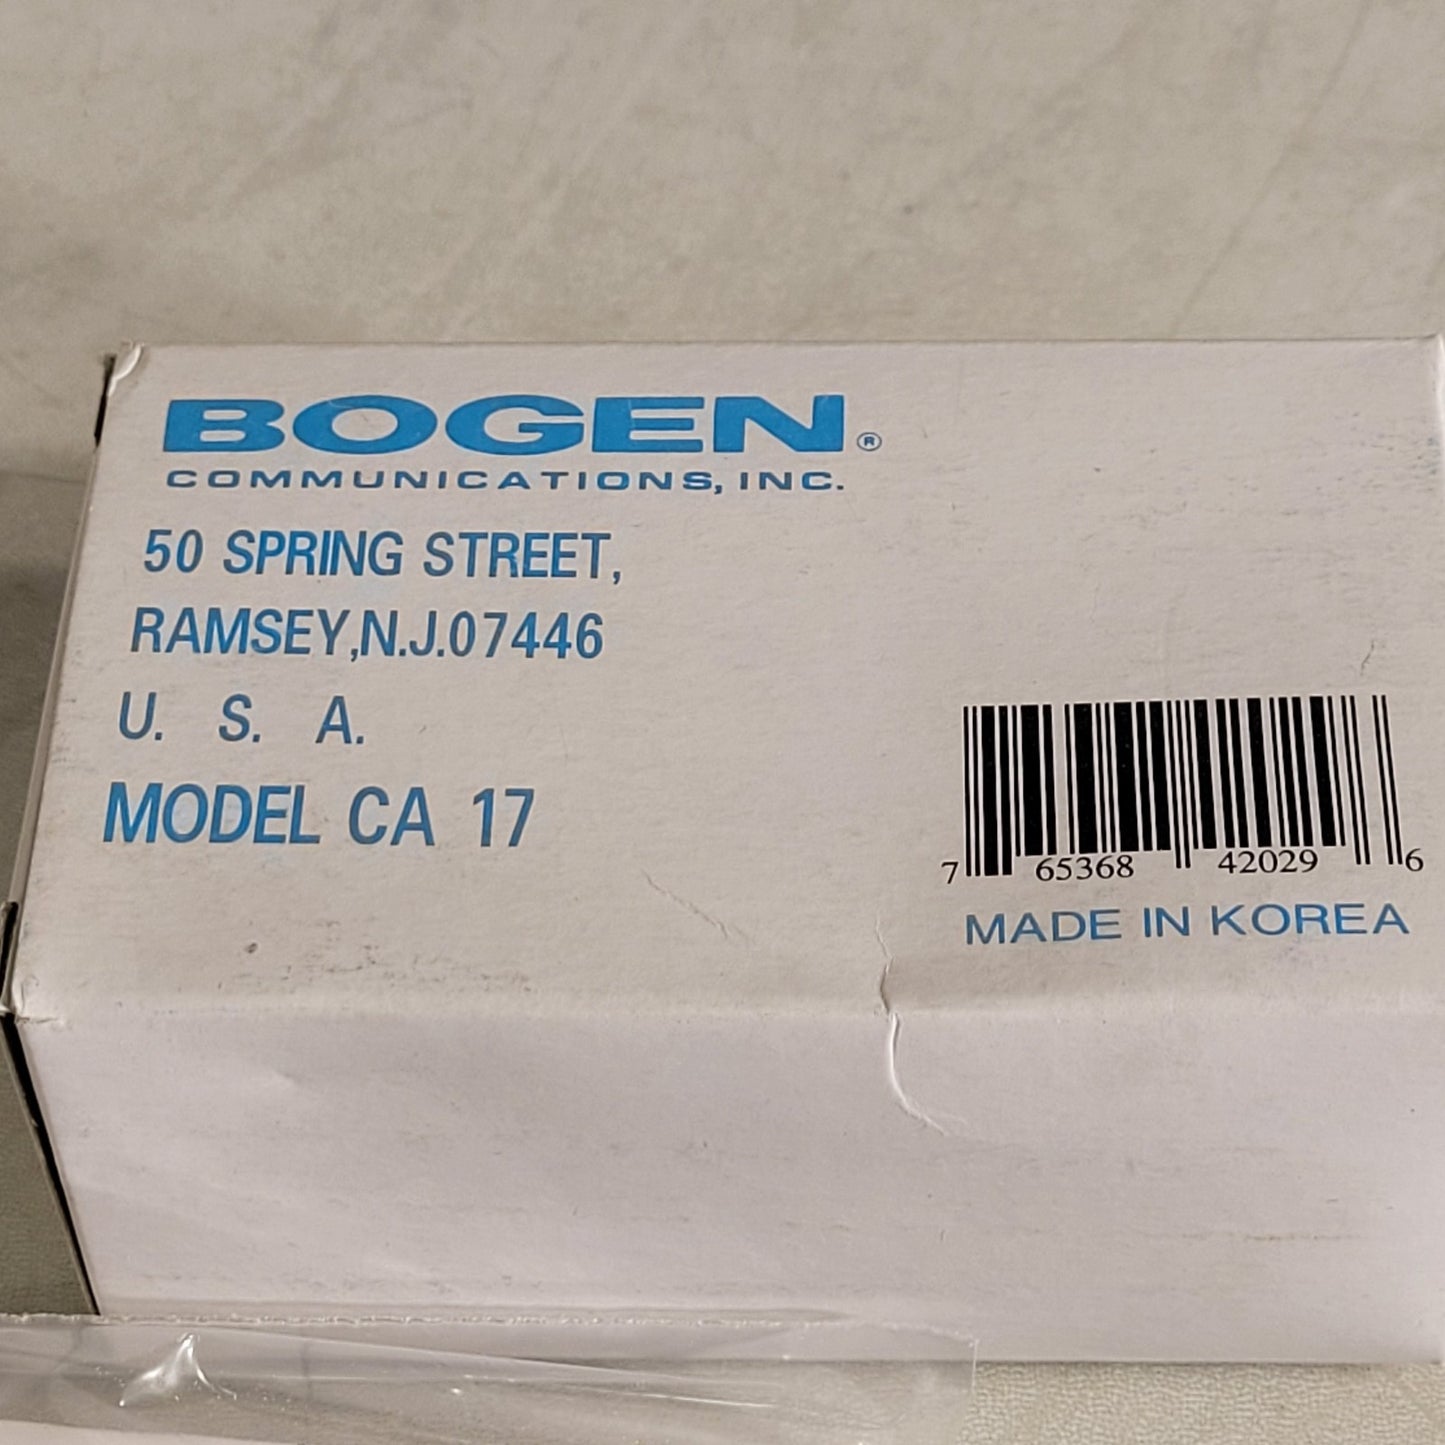 BOGEN®
COMMUNICATIONS, INC.
50 SPRING STREET,
RAMSEY,N.J.07446
U. S. A.
MODEL CA 17
7 65368 42029 6
MADE IN KOREA